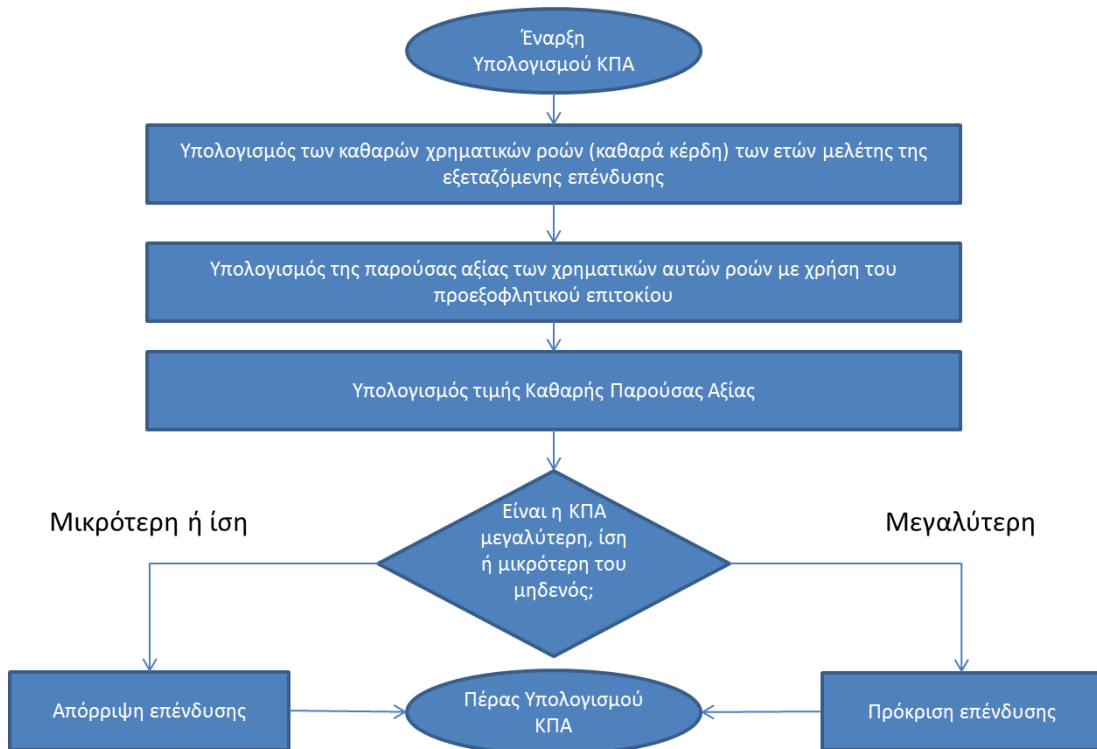 Έναρξη
Υπολογισμού ΚΠΑ
Υπολογισμός των καθαρών χρηματικών ροών (καθαρά κέρδη) των ετών μελέτης της
εξεταζόμενης επένδυσης
Υπολογισμός της παρούσας αξίας των χρηματικών αυτών ροών με χρήση του
προεξοφλητικού επιτοκίου
Υπολογισμός τιμής Καθαρής Παρούσας Αξίας
Είναι η ΚΠΑ
μεγαλύτερη, ίση
ή μικρότερη του
μηδενός;
Μικρότερη ή ίση
Μεγαλύτερη
Απόρριψη επένδυσης
Πέρας Υπολογισμού
ΚΠΑ
Πρόκριση επένδυσης